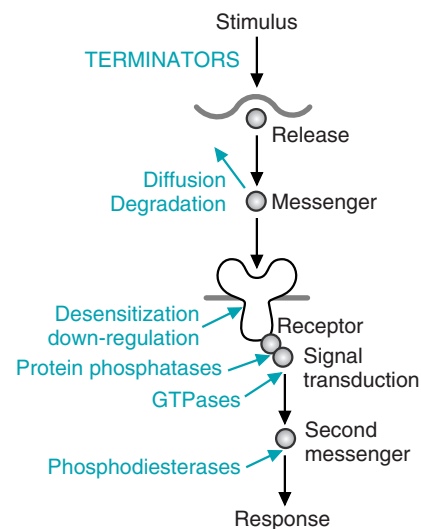 Stimulus
TERMINATORS
Release
Diffusion
Degradation
Messenger
Desensitization
down-regulation
Receptor
Protein phosphatases
Signal
transduction
GTPases
Second
messenger
Phosphodiesterases
Response